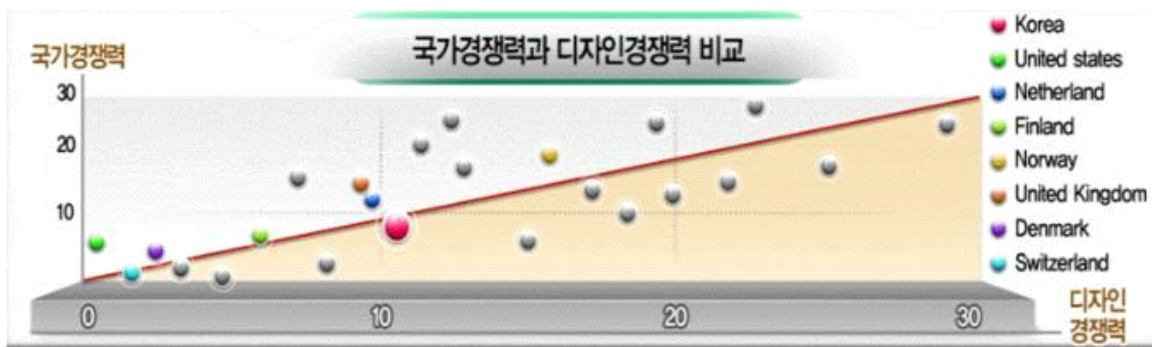 국가경쟁력과 디자인경쟁력 비교
국가경쟁력
30
20
10
0 10 20 30
디자인
경쟁력
Korea
United states
Netherland
Finland
Norway
United Kingdom
Denmark
Switzerland